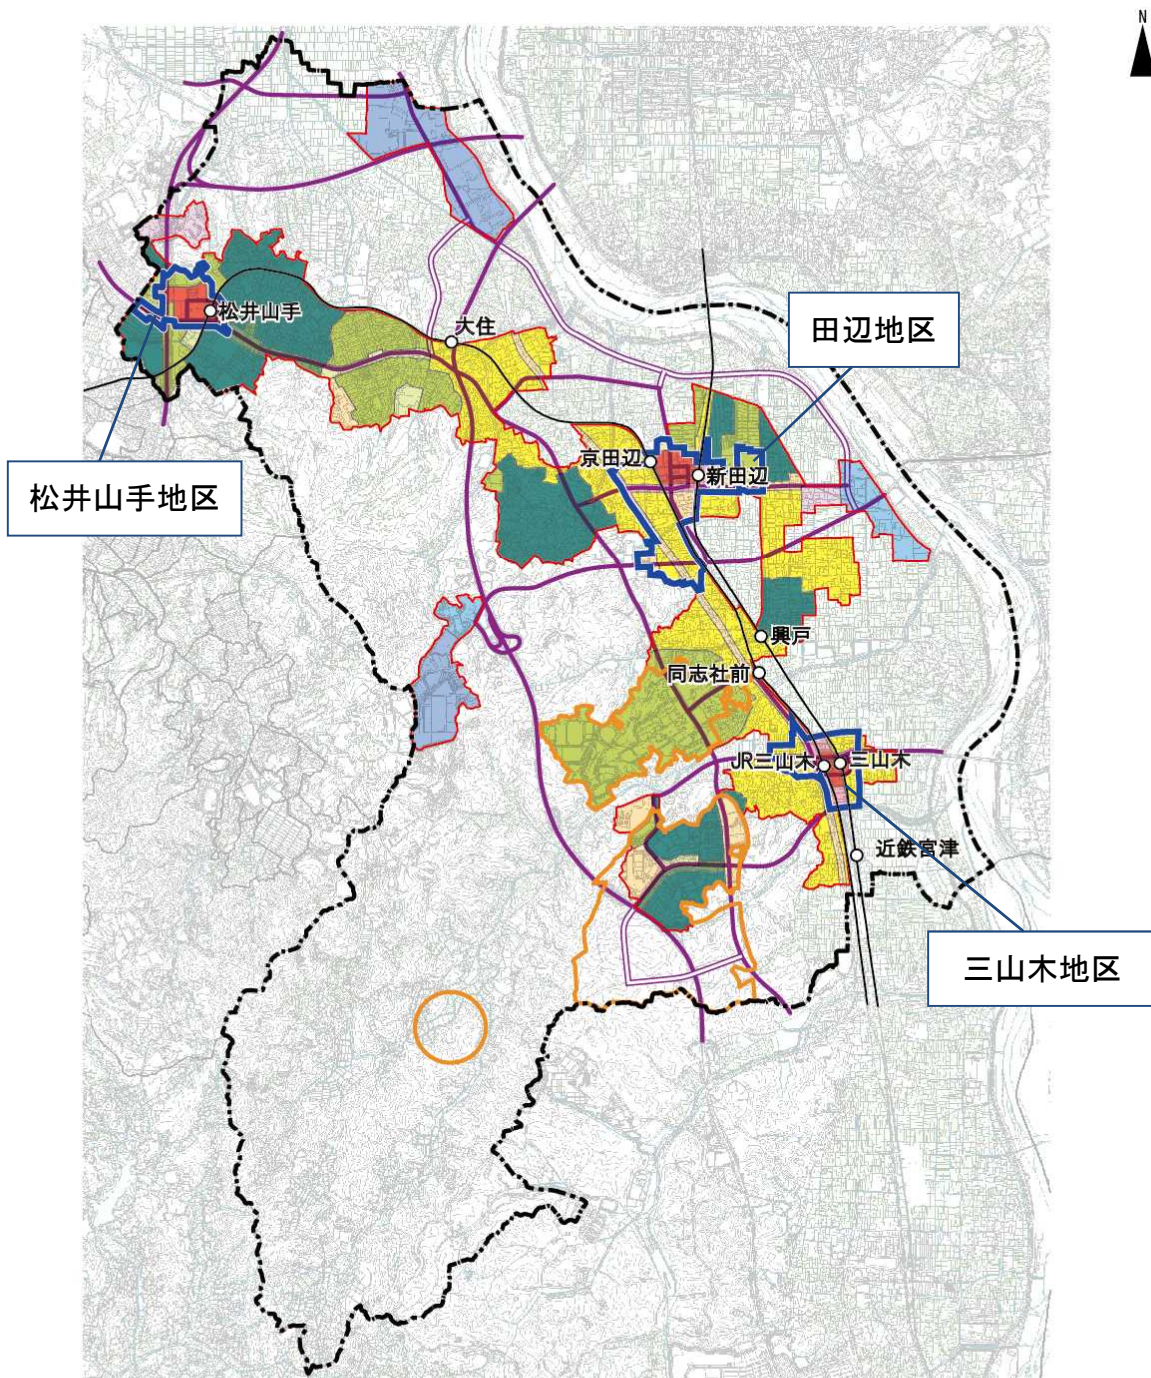 N
松井山手
大住
田辺地区
京田辺
新田辺
松井山手地区
興戸
同志社前
JR三山木
三山木
近鉄宮津
三山木地区